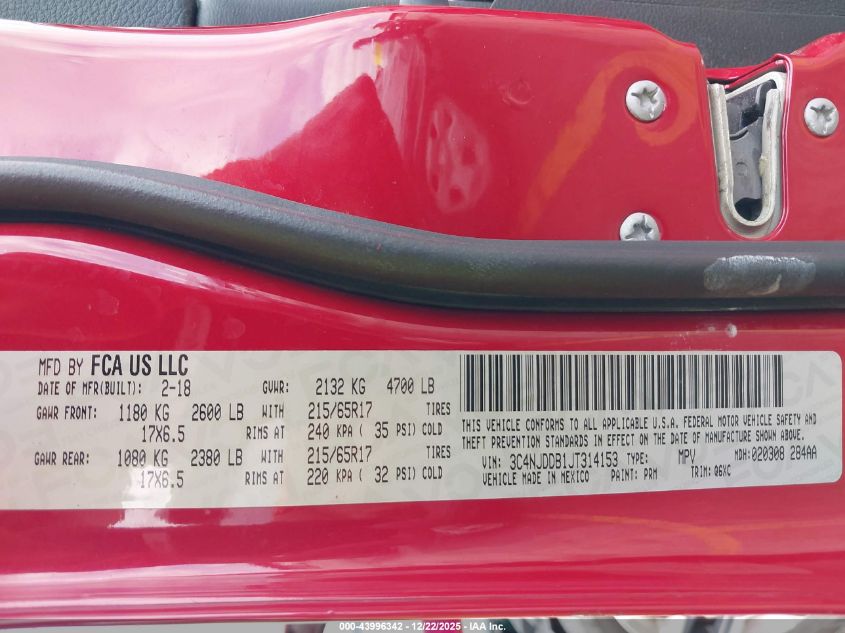 MFD BY FCA US LLC
DATE OF MFR(BUILT): 2-18 GVWR: 2132 KG 4700 LB
GAWR FRONT: 1180 KG 2600 LB WITH 215/65R17 TIRES
17X6.5 RIMS AT 240 KPA ( 35 PSI) COLD
GAWR REAR: 1080 KG 2380 LB WITH 215/65R17 TIRES
17X6.5 RIMS AT 220 KPA ( 32 PSI) COLD
THIS VEHICLE CONFORMS TO ALL APPLICABLE U.S.A. FEDERAL MOTOR VEHICLE SAFETY AND
THEFT PREVENTION STANDARDS IN EFFECT ON THE DATE OF MANUFACTURE SHOWN ABOVE.
VIN: 3C4NJDDB1JT314153 TYPE: MPV MDH:020308 284AA
VEHICLE MADE IN MEXICO PAINT: PRM TRIM: 06XC
000-43996342 - 12/22/2025 - IAA Inc.